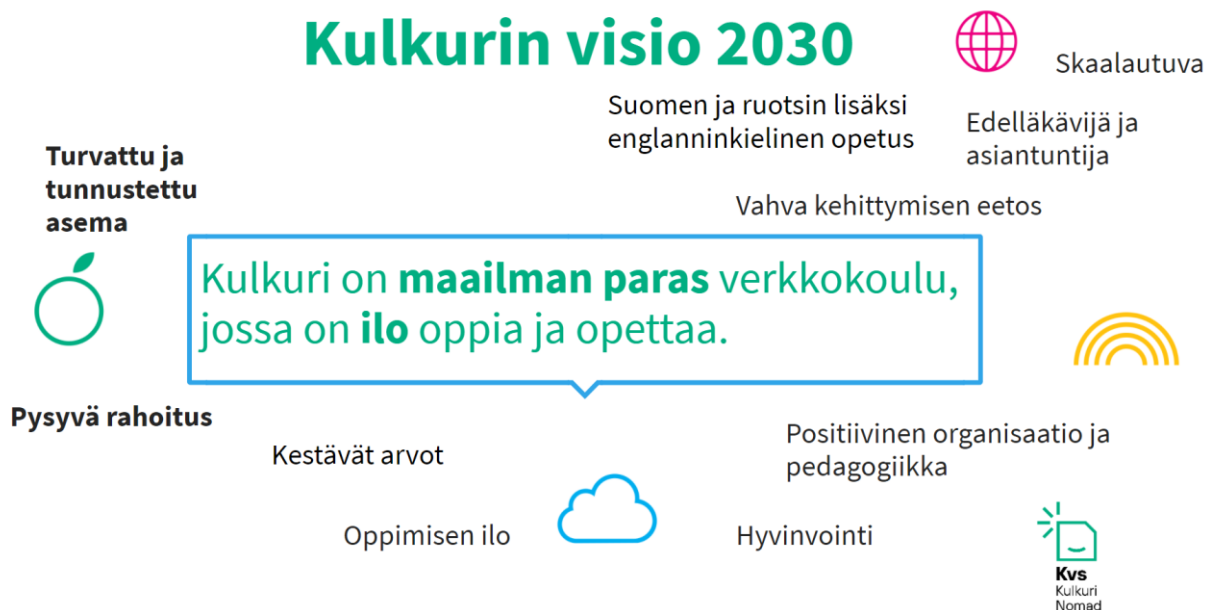 Kulkurin visio 2030
Skaalautuva
Suomen ja ruotsin lisäksi
englanninkielinen opetus
Edelläkävijä ja
asiantuntija
Turvattu ja
tunnustettu
asema
Vahva kehittymisen eetos
Kulkuri on maailman paras verkkokoulu,
jossa on ilo oppia ja opettaa.
Pysyvä rahoitus
Kestävät arvot
Positiivinen organisaatio ja
pedagogiikka
Oppimisen ilo
Hyvinvointi
Kvs
Kulkuri
Nomad